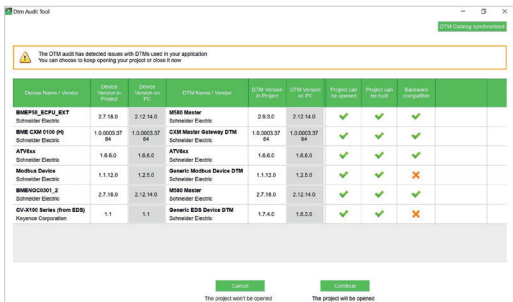 Dtm Audit Tool
DTM Catalog synchronized
The DTM audit has detected issues with DTMs used in your application
You can choose to keep opening your project or close it now
Device Name / Vendor Device Version in Project Device Version on PC DTM Name / Vendor DTM Version in Project DTM Version on PC Project can be opened Project can be built Backward compatible
BMEP58_ECPU_EXT M580 Master
Schneider Electric 2.7.18.0 2.12.14.0 Schneider Electric 2.9.3.0 2.12.14.0
BME CXM 0100 (H) 1.0.0003.37 1.0.0003.37 CXM Master Gateway DTM 1.0.0003.37 1.0.0003.37
Schneider Electric 84 84 Schneider Electric 84 84
ATV6xx ATV6xx
Schneider Electric 1.6.6.0 1.6.6.0 Schneider Electric 1.6.6.0 1.6.6.0
Modbus Device Generic Modbus Device DTM
Schneider Electric 1.1.12.0 1.2.5.0 Schneider Electric 1.1.12.0 1.2.5.0
BMENOC0301_2 M580 Master
Schneider Electric 2.7.18.0 2.12.14.0 Schneider Electric 2.7.18.0 2.12.14.0
CV-X100 Series (from EDS) Generic EDS Device DTM
Keyence Corporation 1.1 1.1 Schneider Electric 1.7.4.0 1.8.3.0
Cancel Continue
The project won't be opened The project will be opened